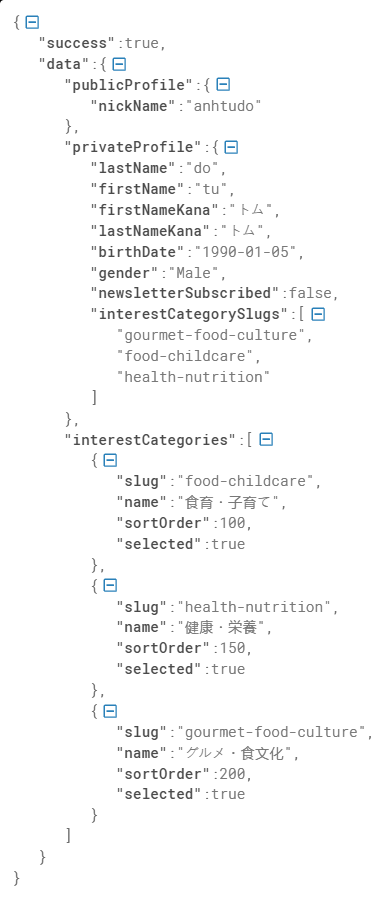 {
"success":true,
"data":{
"publicProfile":{
"nickName":"anhtudo"
},
"privateProfile":{
"lastName":"do",
"firstName":"tu",
"firstNameKana":"トム",
"lastNameKana":"トム",
"birthDate":"1990-01-05",
"gender":"Male",
"newsletterSubscribed":false,
"interestCategorySlugs":[
"gourmet-food-culture",
"food-childcare",
"health-nutrition"
]
},
"interestCategories":[
{
"slug":"food-childcare",
"name":"食育・子育て",
"sortOrder":100,
"selected":true
},
{
"slug":"health-nutrition",
"name":"健康・栄養",
"sortOrder":150,
"selected":true
},
{
"slug":"gourmet-food-culture",
"name":"グルメ・食文化",
"sortOrder":200,
"selected":true
}
]
}
}